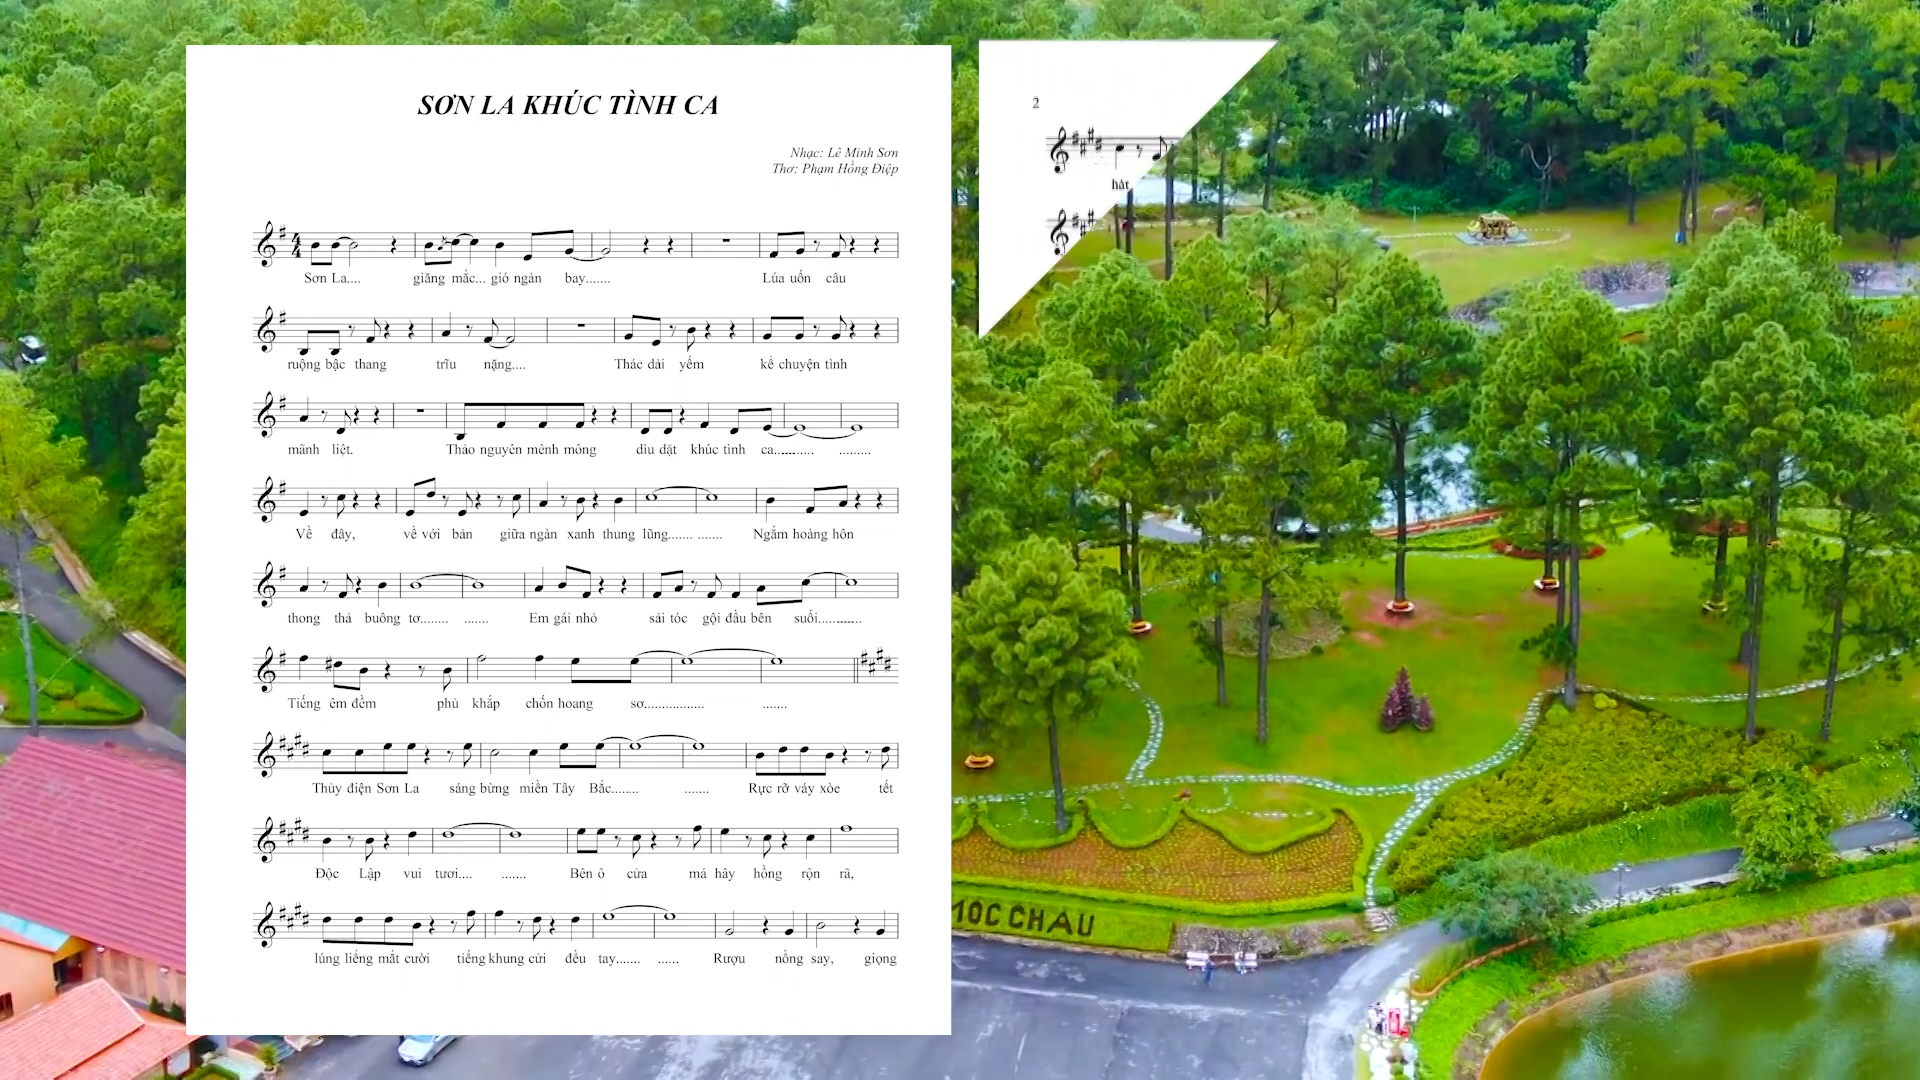 SƠN LA KHÚC TÌNH CA
Nhạc: Lê Minh Sơn
Thơ: Phạm Hồng Điệp
Sơn La.... giăng mắc... gió ngàn bay....... Lúa uốn câu
ruộng bậc thang trĩu nặng.... Thác dải yếm kể chuyện tình
mãnh liệt. Thảo nguyên mênh mông dìu dặt khúc tình ca........... .........
Về đây, về với bản giữa ngàn xanh thung lũng....... ....... Ngắm hoàng hôn
thong thả buông tơ........ ....... Em gái nhỏ sải tóc gội đầu bên suối............
Tiếng êm đềm phủ khắp chốn hoang sơ................. .......
Thủy điện Sơn La sáng bừng miền Tây Bắc........ ....... Rực rỡ váy xòe tết
Độc Lập vui tươi.... ....... Bên ô cửa má hây hồng rộn rã,
lúng liếng mắt cười tiếng khung cửi đều tay....... ...... Rượu nồng say, giọng
2
hát
MOC CHAU